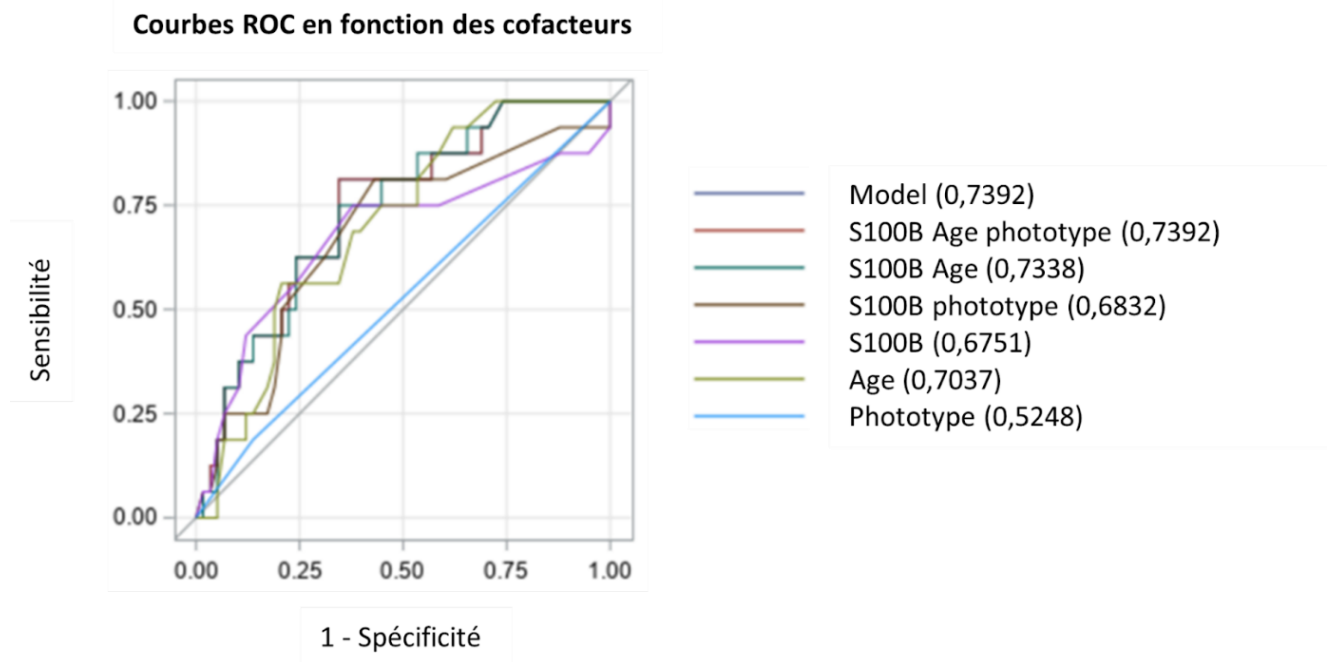 Courbes ROC en fonction des cofacteurs
1.00
0.75
0.50
0.25
0.00
Sensibilité
0.00 0.25 0.50 0.75 1.00
1 - Spécificité
Model (0,7392)
S100B Age phototype (0,7392)
S100B Age (0,7338)
S100B phototype (0,6832)
S100B (0,6751)
Age (0,7037)
Phototype (0,5248)